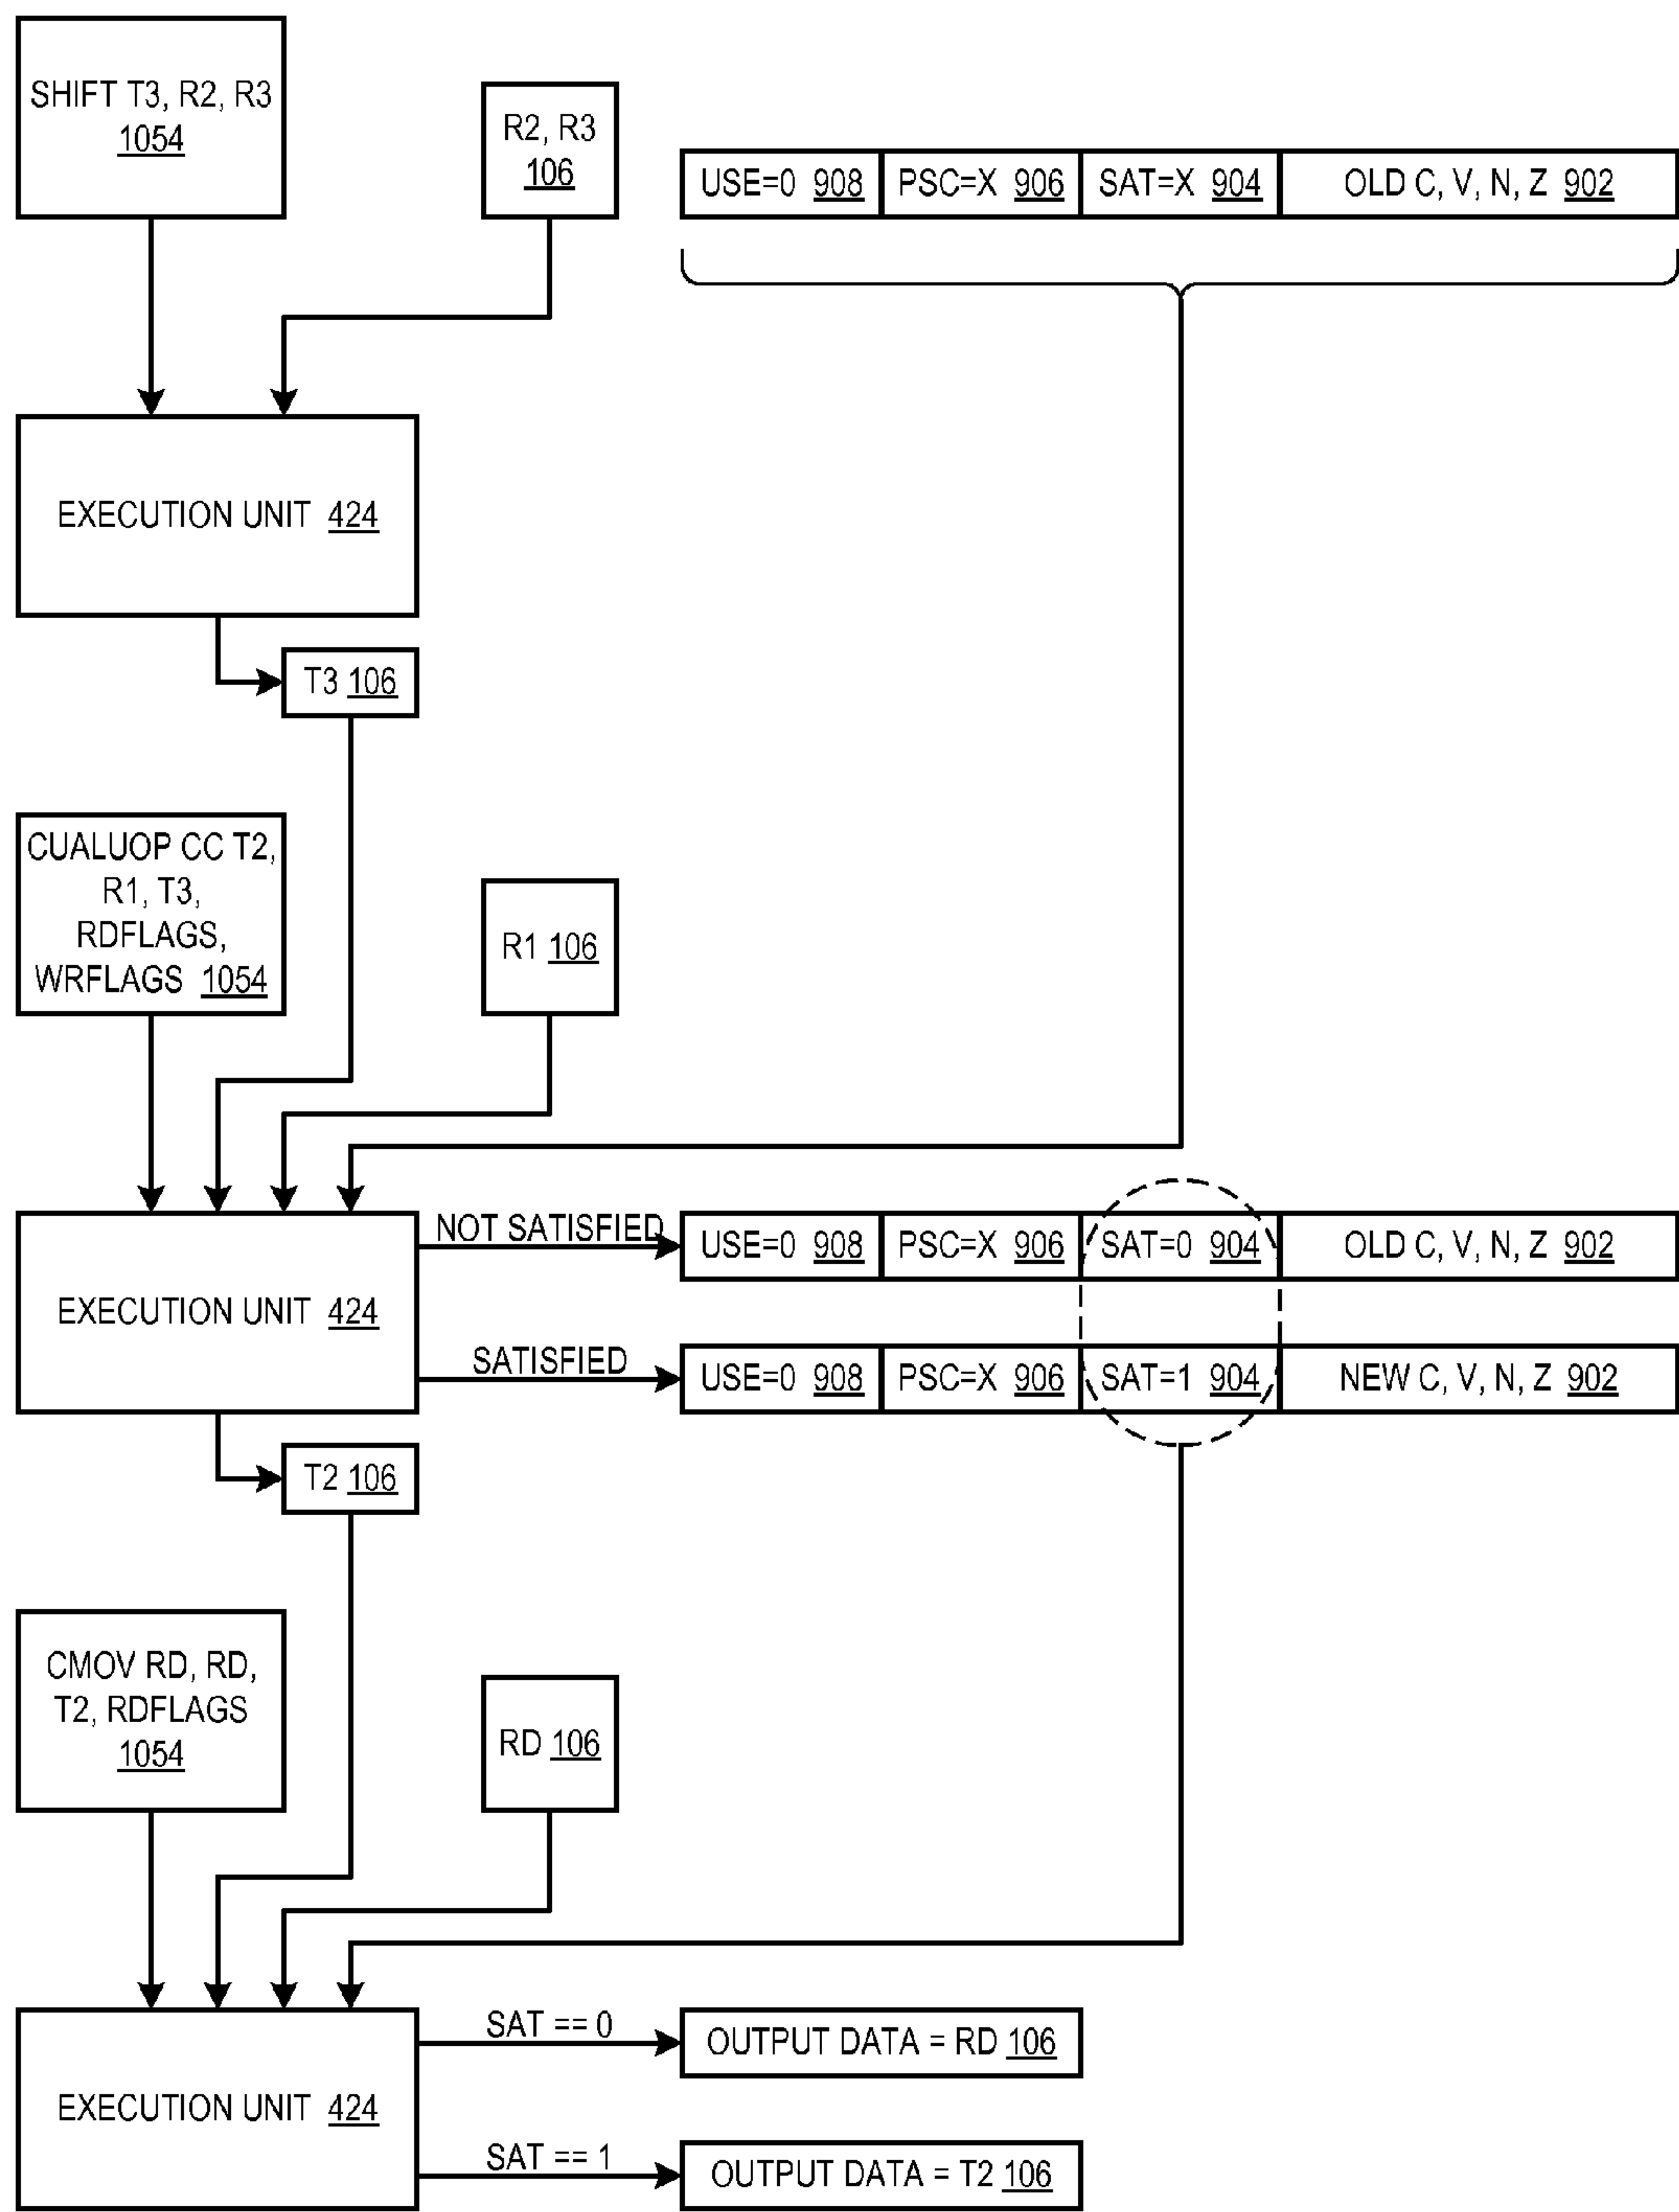 SHIFT T3, R2, R3
1054
R2, R3
106
USE=0 908 PSC=X 906 SAT=X 904 OLD C, V, N, Z 902
EXECUTION UNIT 424
T3 106
CUALUOP CC T2,
R1, T3,
RDFLAGS,
WRFLAGS 1054
R1 106
NOT SATISFIED
USE=0 908 PSC=X 906 SAT=0 904 OLD C, V, N, Z 902
EXECUTION UNIT 424
SATISFIED
USE=0 908 PSC=X 906 SAT=1 904 NEW C, V, N, Z 902
T2 106
CMOV RD, RD,
T2, RDFLAGS
1054
RD 106
SAT == 0
OUTPUT DATA = RD 106
EXECUTION UNIT 424
SAT == 1
OUTPUT DATA = T2 106